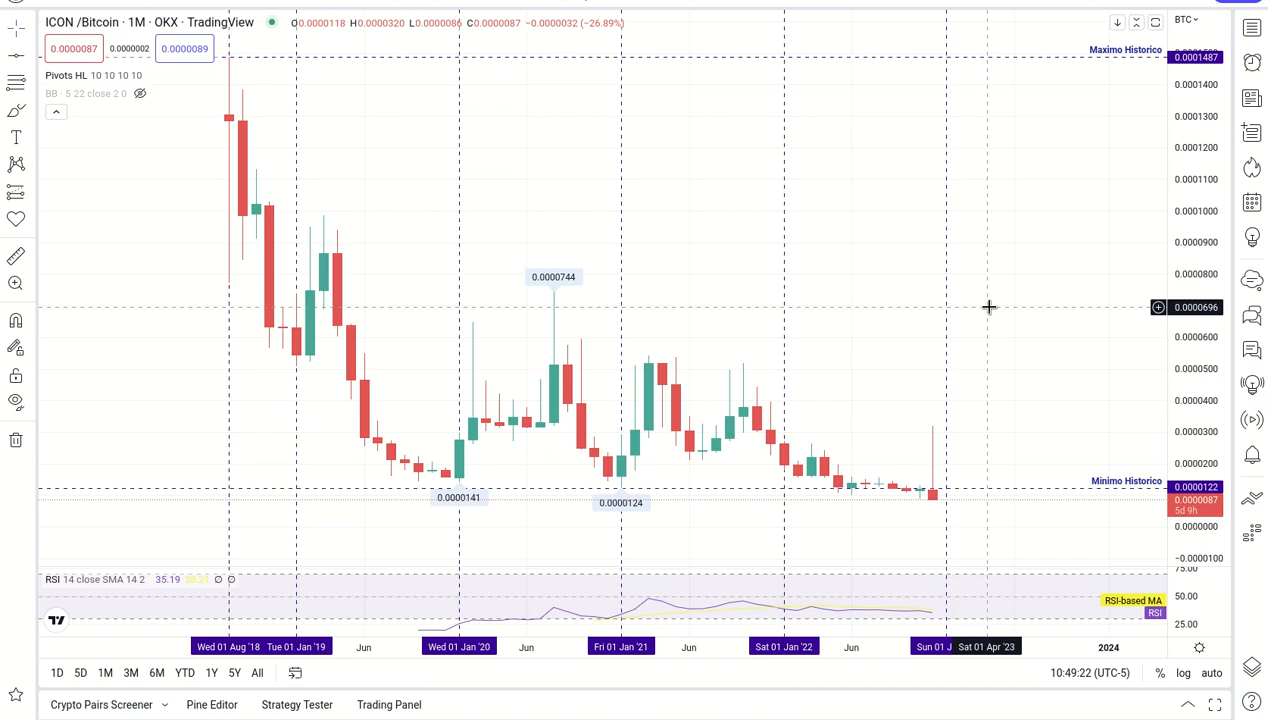 ICON /Bitcoin · 1M · OKX · TradingView
O0.0000118 H0.0000320 L0.0000086 C0.0000087 −0.0000032 (−26.89%)
BTC
0.0000087
0.0000002
0.0000089
Maximo Historico
0.0001487
Pivots HL 10 10 10 10
BB · 5 22 close 2 0
0.0001400
0.0001300
0.0001200
0.0001100
0.0001000
0.0000900
0.0000800
0.0000744
0.0000696
0.0000600
0.0000500
0.0000400
0.0000300
0.0000200
Minimo Historico
0.0000122
0.0000141
0.0000124
0.0000087
5d 9h
0.0000000
−0.0000100
75.00
RSI 14 close SMA 14 2 35.19 38.21 ∅ ∅
50.00
RSI-based MA
RSI
25.00
Wed 01 Aug '18
Tue 01 Jan '19
Jun
Wed 01 Jan '20
Jun
Fri 01 Jan '21
Jun
Sat 01 Jan '22
Jun
Sun 01 J
Sat 01 Apr '23
2024
1D 5D 1M 3M 6M YTD 1Y 5Y All
10:49:22 (UTC-5)
% log auto
Crypto Pairs Screener
Pine Editor
Strategy Tester
Trading Panel